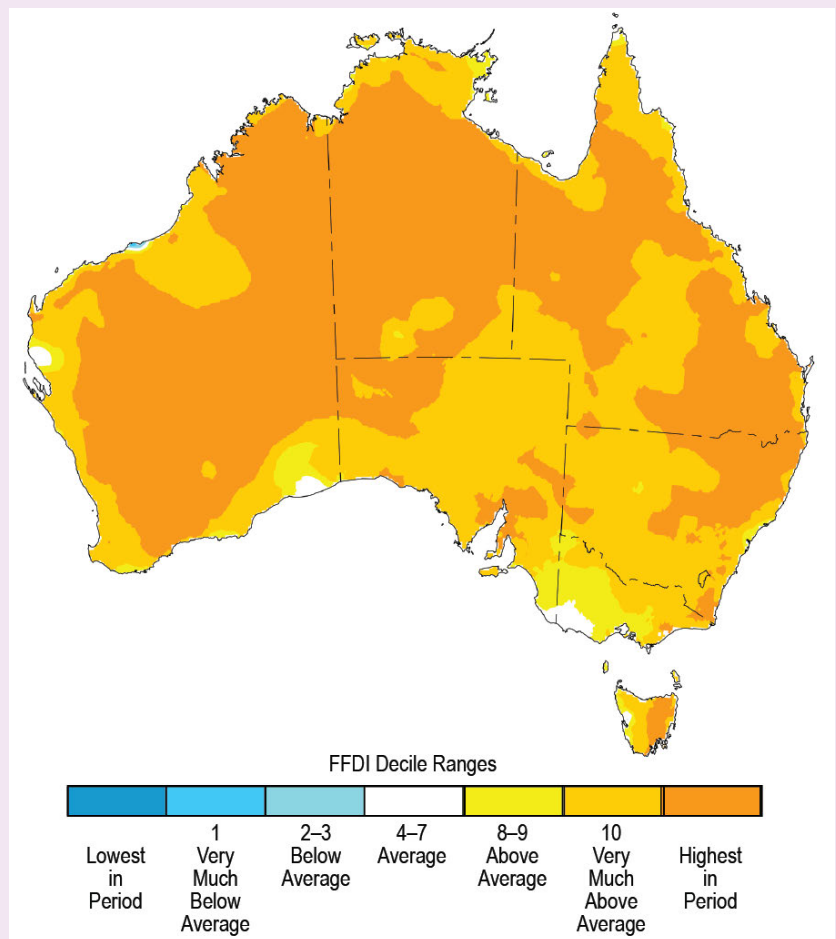 FFDI Decile Ranges
Lowest
in
Period
1
Very
Much
Below
Average
2–3
Below
Average
4–7
Average
8–9
Above
Average
10
Very
Much
Above
Average
Highest
in
Period